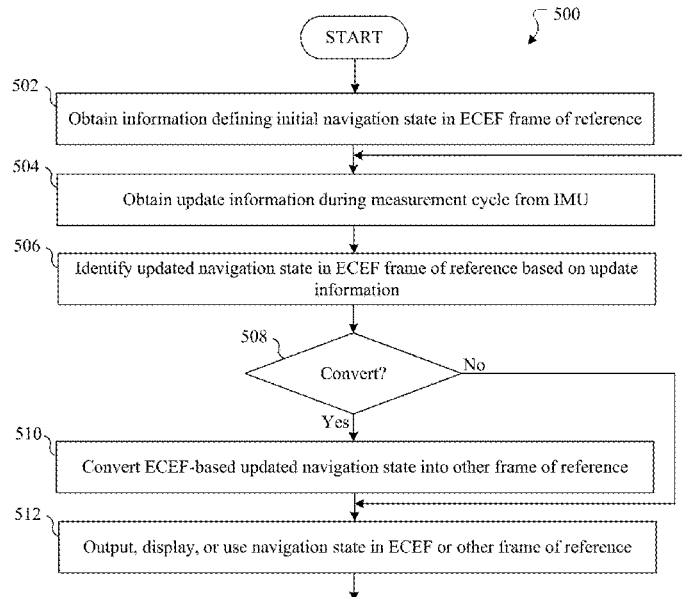 500
START
502
Obtain information defining initial navigation state in ECEF frame of reference
504
Obtain update information during measurement cycle from IMU
506
Identify updated navigation state in ECEF frame of reference based on update
information
508
Convert?
No
Yes
510
Convert ECEF-based updated navigation state into other frame of reference
512
Output, display, or use navigation state in ECEF or other frame of reference